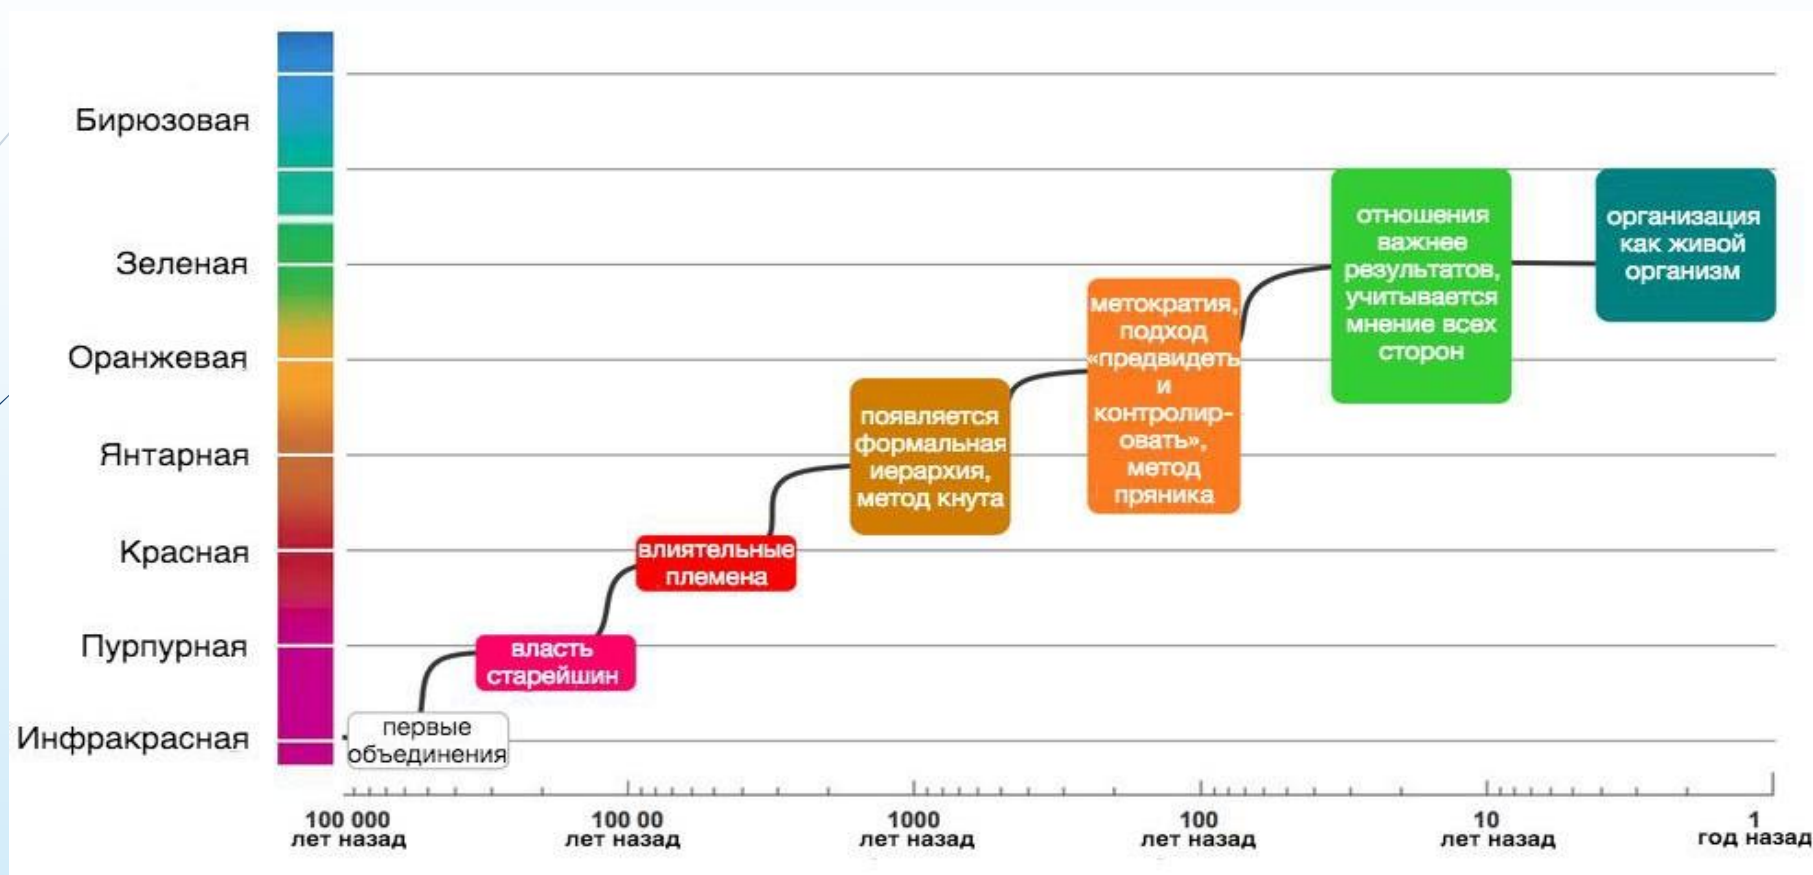 Бирюзовая
Зеленая
Оранжевая
Янтарная
Красная
Пурпурная
Инфракрасная
первые
объединения
власть
старейшин
влиятельные
племена
появляется
формальная
иерархия,
метод кнута
метократия,
подход
«предвидеть
и
контролир-
овать»,
метод
пряника
отношения
важнее
результатов,
учитывается
мнение всех
сторон
организация
как живой
организм
100 000
лет назад
100 00
лет назад
1000
лет назад
100
лет назад
10
лет назад
1
год назад